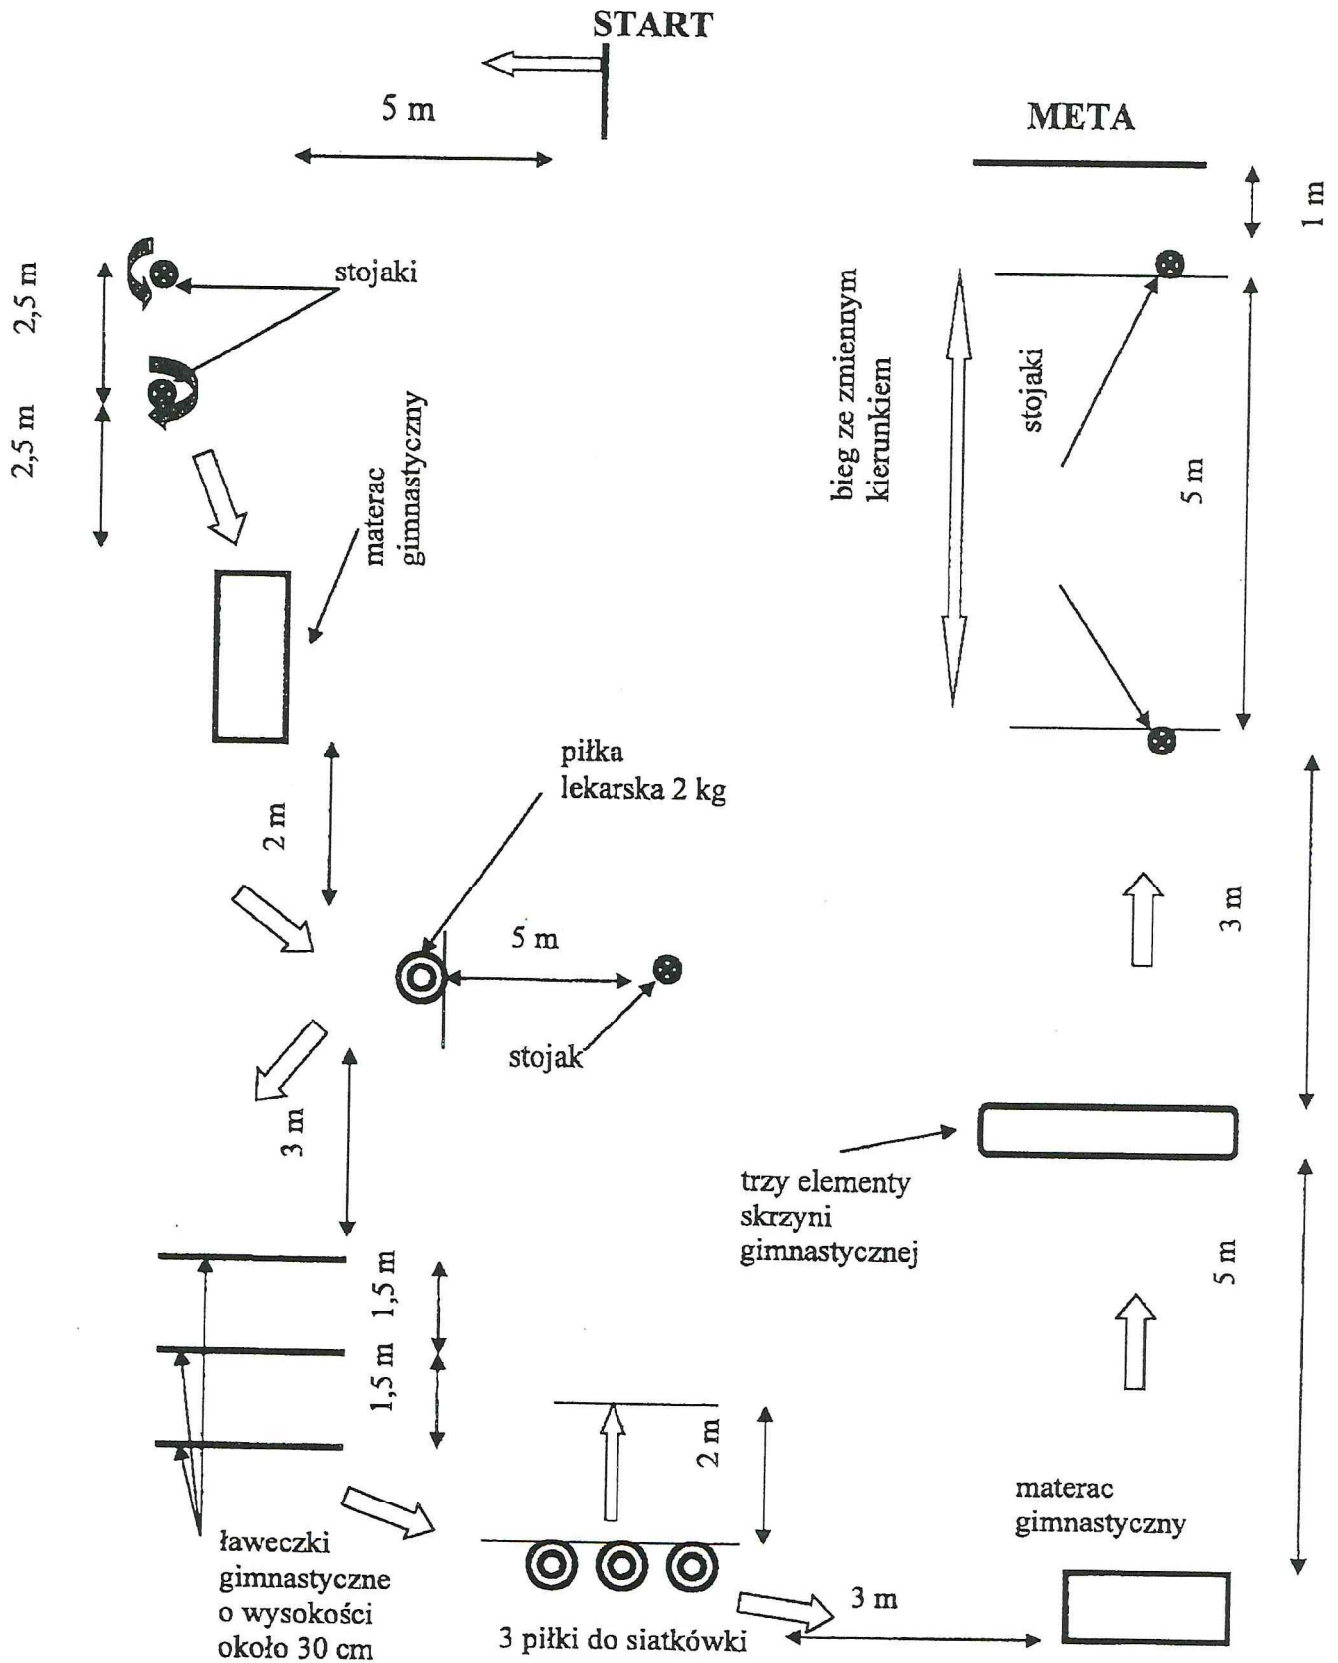 START
5 m
META
1 m
stojaki
2,5 m
2,5 m
materac
gimnastyczny
bieg ze zmiennym
kierunkiem
stojaki
5 m
piłka
lekarska 2 kg
2 m
5 m
stojak
3 m
3 m
trzy elementy
skrzyni
gimnastycznej
1,5 m
1,5 m
5 m
2 m
materac
gimnastyczny
ławeczki
gimnastyczne
o wysokości
około 30 cm
3 piłki do siatkówki
3 m